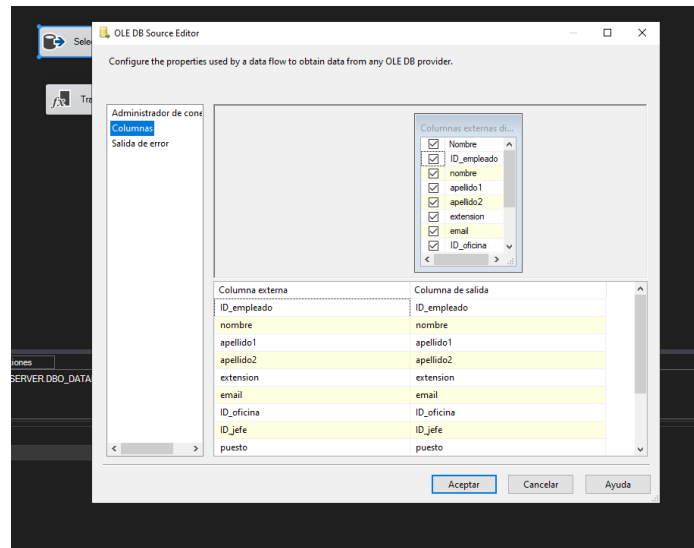 OLE DB Source Editor
Sele
Configure the properties used by a data flow to obtain data from any OLE DB provider.
Tra
Administrador de cone
Columnas
Salida de error
Columnas externas di...
Nombre
ID_empleado
nombre
apellido1
apellido2
extension
email
ID_oficina
Columna externa Columna de salida
ID_empleado ID_empleado
nombre nombre
apellido1 apellido1
apellido2 apellido2
extension extension
email email
ID_oficina ID_oficina
ID_jefe ID_jefe
puesto puesto
iones
SERVER.DBO_DATA
Aceptar Cancelar Ayuda